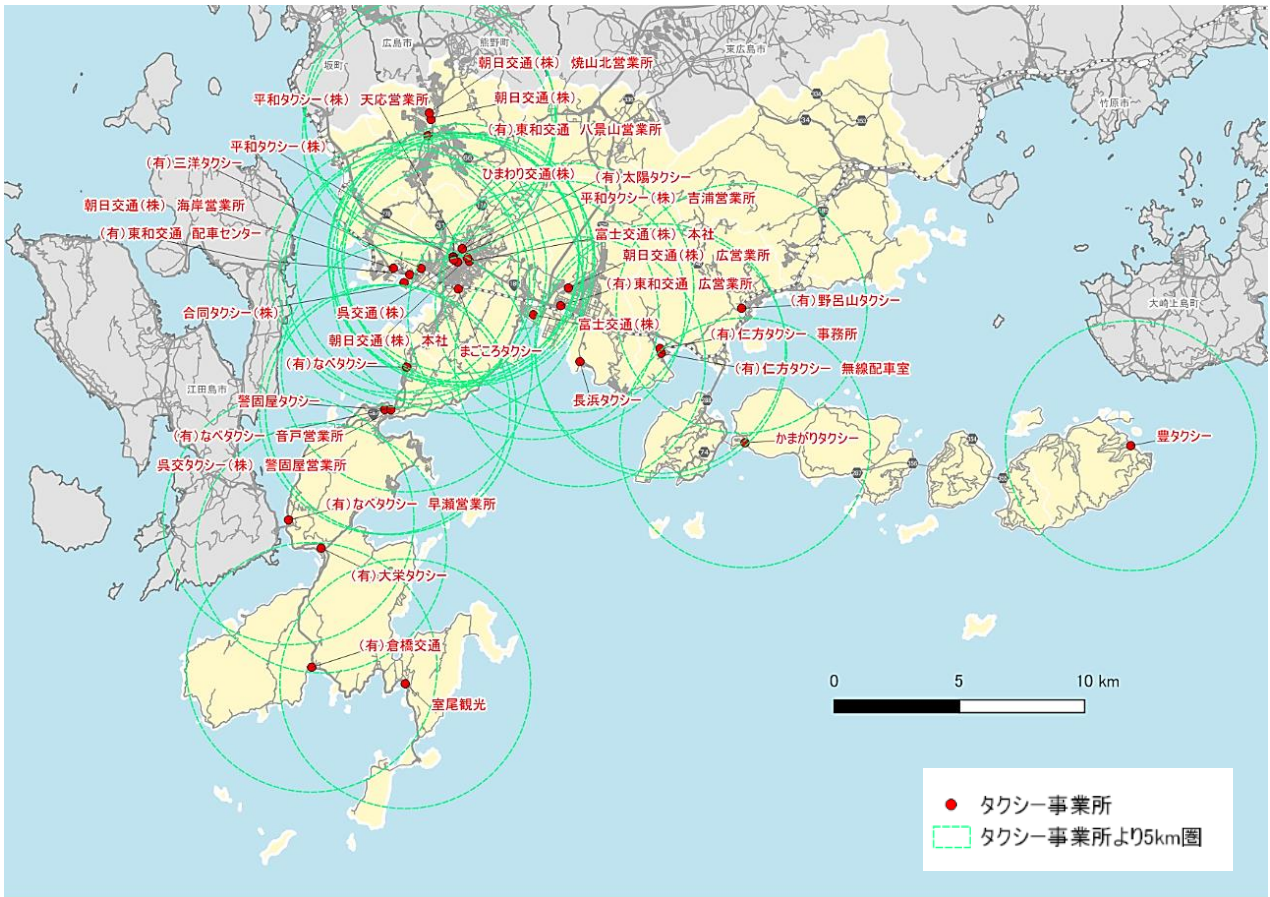 広島市
熊野町
東広島市
坂町
朝日交通(株) 焼山北営業所
平和タクシー(株) 天応営業所
朝日交通(株)
竹原市
(有)東和交通 八景山営業所
平和タクシー(株)
(有)三洋タクシー
ひまわり交通(株)
(有)太陽タクシー
平和タクシー(株) 吉浦営業所
朝日交通(株) 海岸営業所
(有)東和交通 配車センター
富士交通(株) 本社
朝日交通(株) 広営業所
(有)東和交通 広営業所
(有)野呂山タクシー
大崎上島町
合同タクシー(株)
呉交通(株)
富士交通(株)
(有)仁方タクシー 事務所
朝日交通(株) 本社
まごころタクシー
(有)なべタクシー
(有)仁方タクシー 無線配車室
江田島市
長浜タクシー
警固屋タクシー
(有)なべタクシー 音戸営業所
かまがりタクシー
豊タクシー
呉交タクシー(株) 警固屋営業所
(有)なべタクシー 早瀬営業所
(有)大栄タクシー
(有)倉橋交通
室尾観光
0 5 10 km
タクシー事業所
タクシー事業所より5km圏